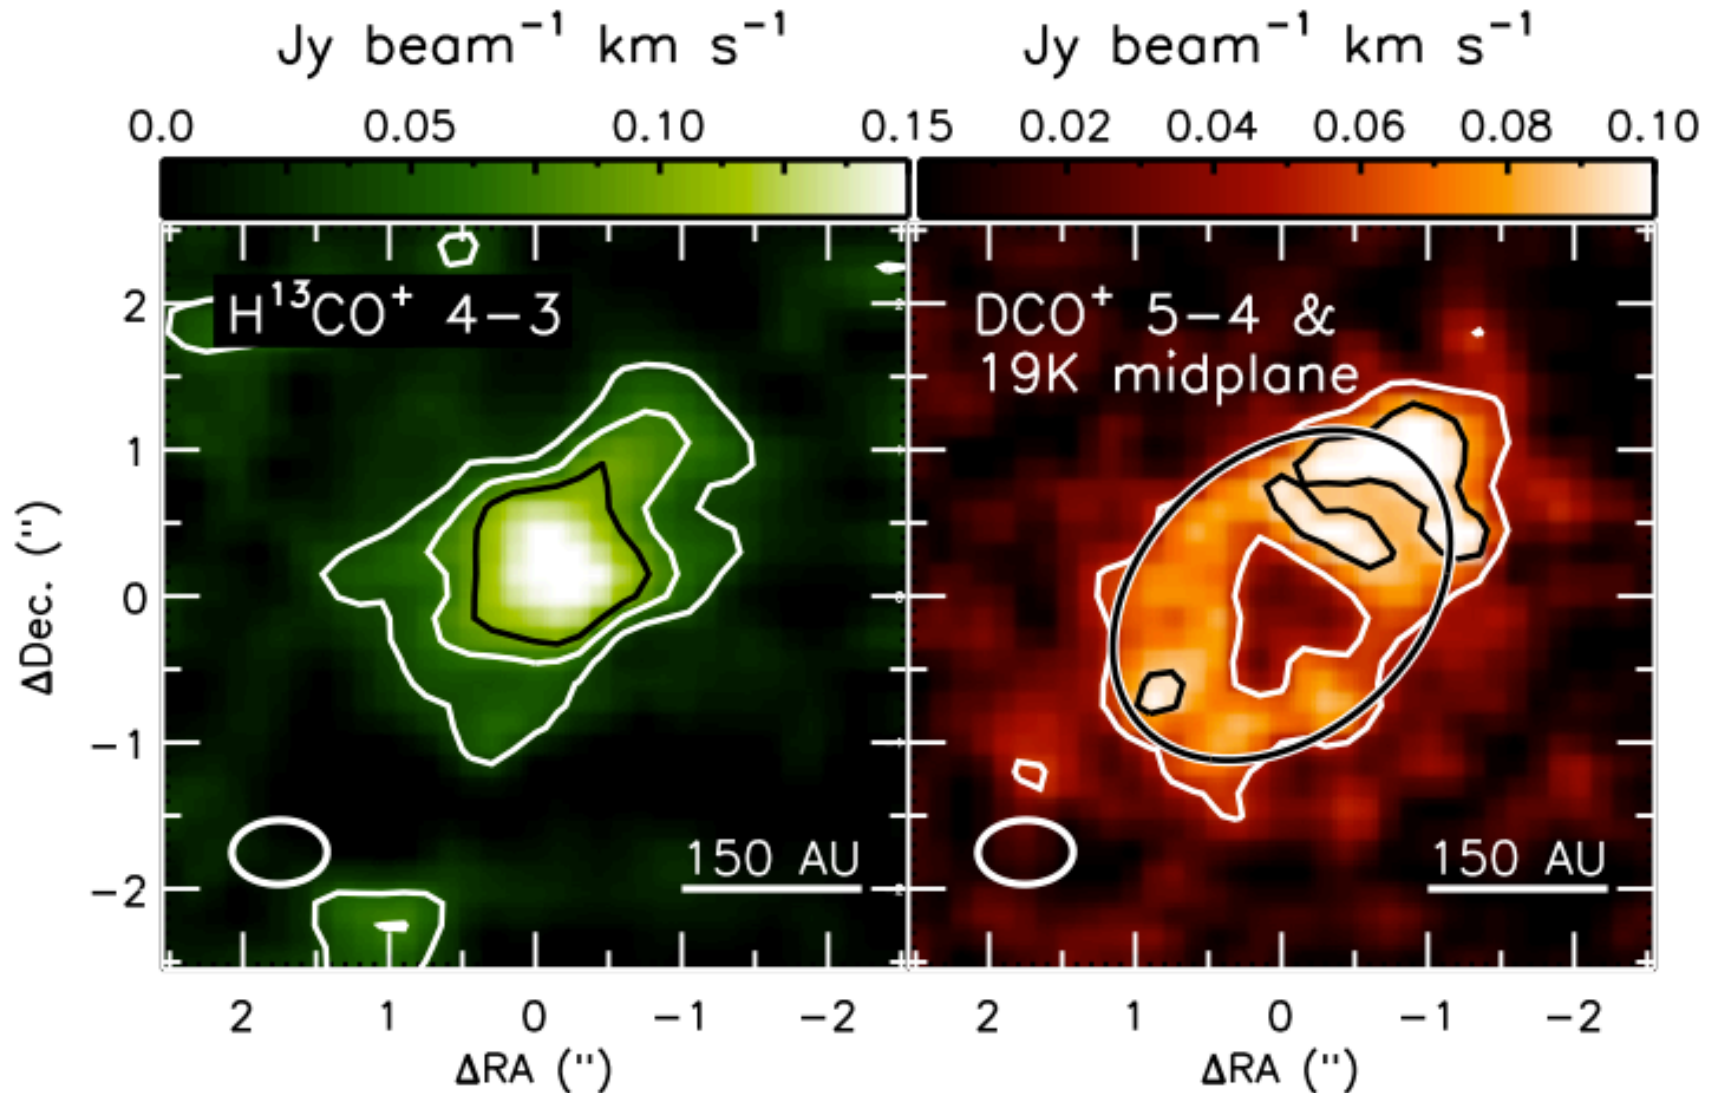 Jy beam⁻¹ km s⁻¹
Jy beam⁻¹ km s⁻¹
0.0 0.05 0.10 0.15 0.02 0.04 0.06 0.08 0.10
H¹³CO⁺ 4-3
DCO⁺ 5-4 &
19K midplane
2
1
0
-1
-2
ΔDec. ('')
150 AU
150 AU
2 1 0 -1 -2
2 1 0 -1 -2
ΔRA ('')
ΔRA ('')